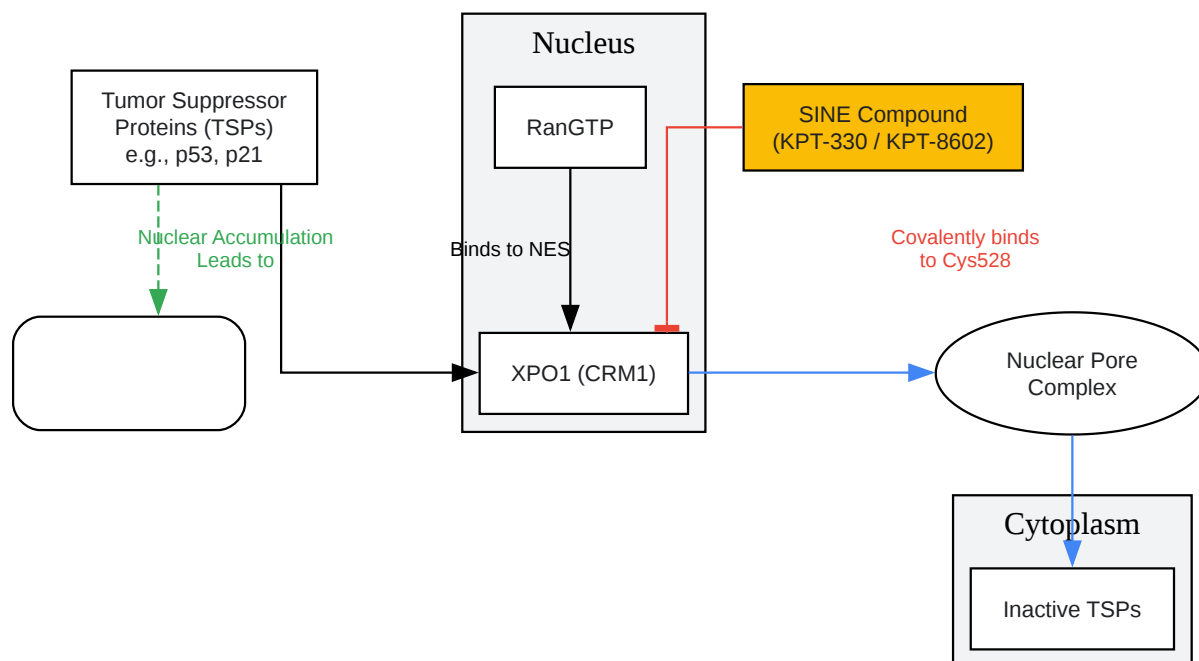 Nucleus
Tumor Suppressor
Proteins (TSPs)
e.g., p53, p21
RanGTP
SINE Compound
(KPT-330 / KPT-8602)
Nuclear Accumulation
Leads to
Binds to NES
Covalently binds
to Cys528
XPO1 (CRM1)
Nuclear Pore
Complex
Cytoplasm
Inactive TSPs